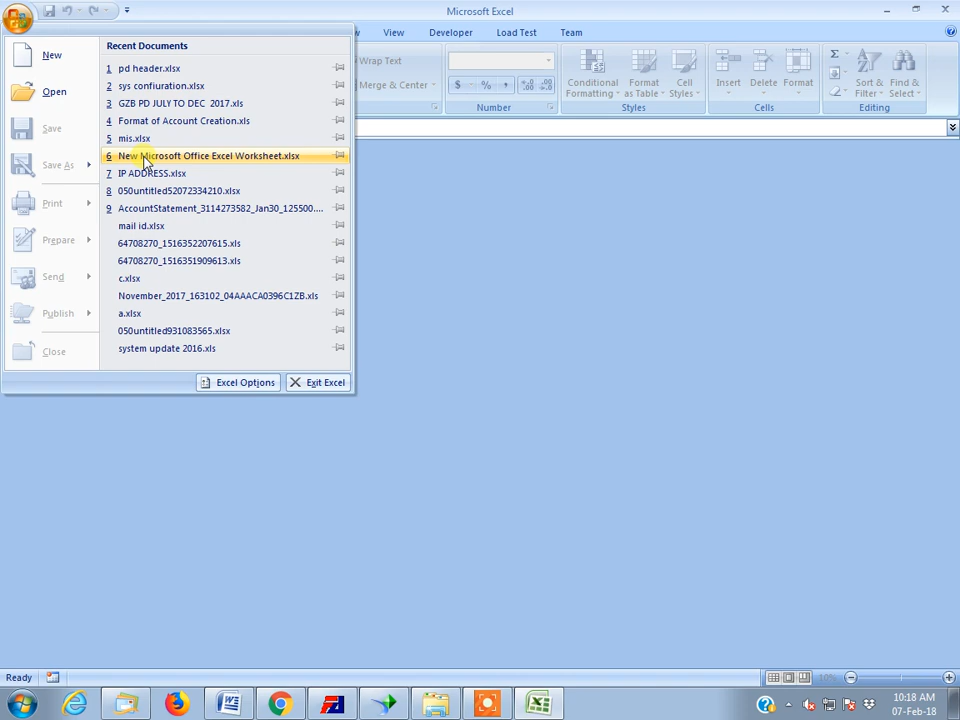 Microsoft Excel
View Developer Load Test Team
New
Open
Save
Save As
Print
Prepare
Send
Publish
Close
Recent Documents
1 pd header.xlsx
2 sys confiuration.xlsx
3 GZB PD JULY TO DEC 2017.xls
4 Format of Account Creation.xls
5 mis.xlsx
6 New Microsoft Office Excel Worksheet.xlsx
7 IP ADDRESS.xlsx
8 050untitled52072334210.xlsx
9 AccountStatement_3114273582_Jan30_125500....
mail id.xlsx
64708270_1516352207615.xls
64708270_1516351909613.xls
c.xlsx
November_2017_163102_04AAACA0396C1ZB.xls
a.xlsx
050untitled931083565.xlsx
system update 2016.xls
Excel Options
Exit Excel
Wrap Text
Merge & Center
$ % ,
Number
Conditional
Formatting
Format
as Table
Cell
Styles
Styles
Insert
Delete
Format
Cells
Sort &
Filter
Find &
Select
Editing
Ready
10%
10:18 AM
07-Feb-18